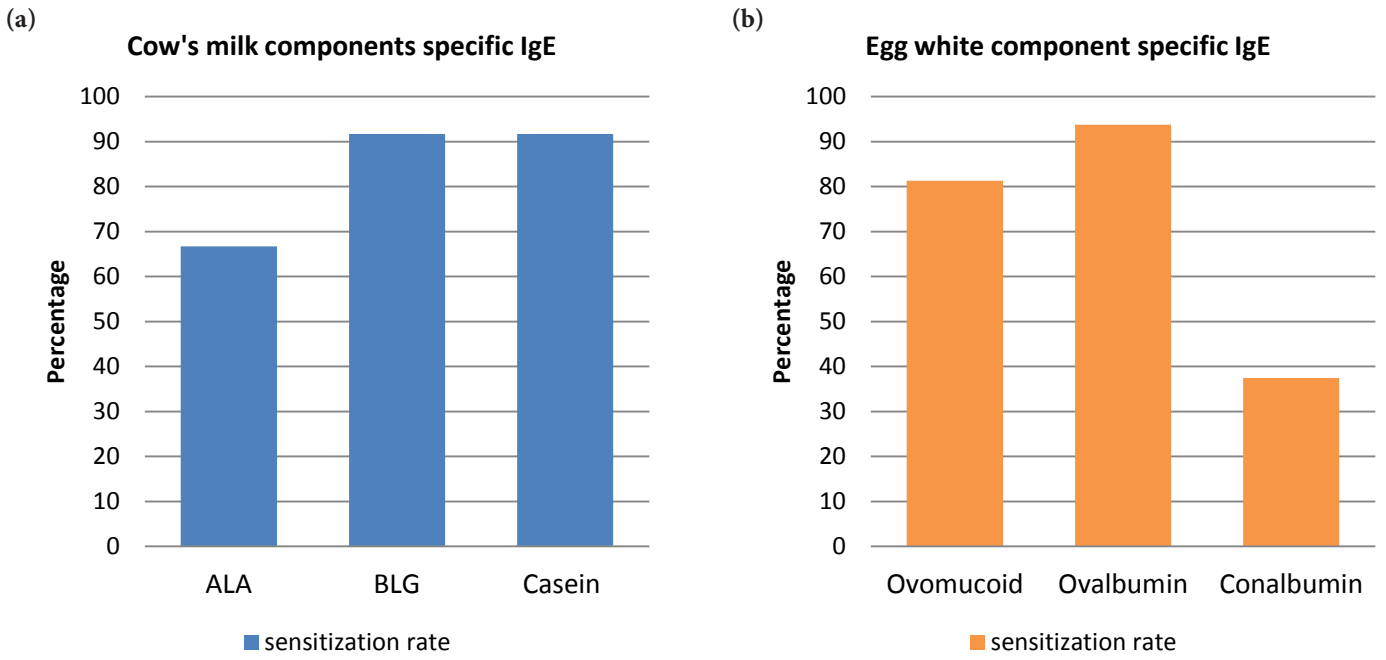 (a)
Cow's milk components specific IgE
Percentage
100
90
80
70
60
50
40
30
20
10
0
ALA BLG Casein
sensitization rate
(b)
Egg white component specific IgE
Percentage
100
90
80
70
60
50
40
30
20
10
0
Ovomucoid Ovalbumin Conalbumin
sensitization rate